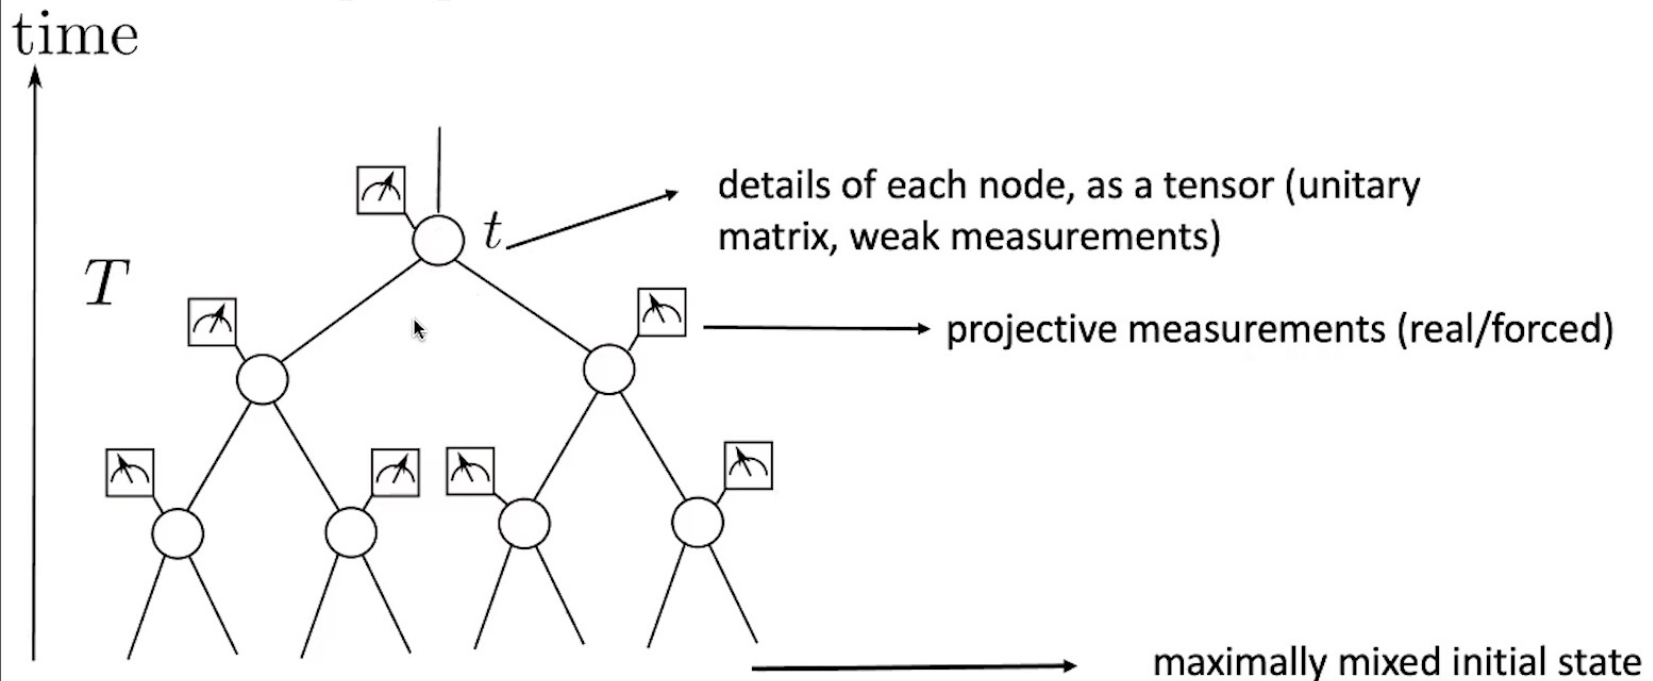 time
details of each node, as a tensor (unitary
t
matrix, weak measurements)
T
projective measurements (real/forced)
maximally mixed initial state